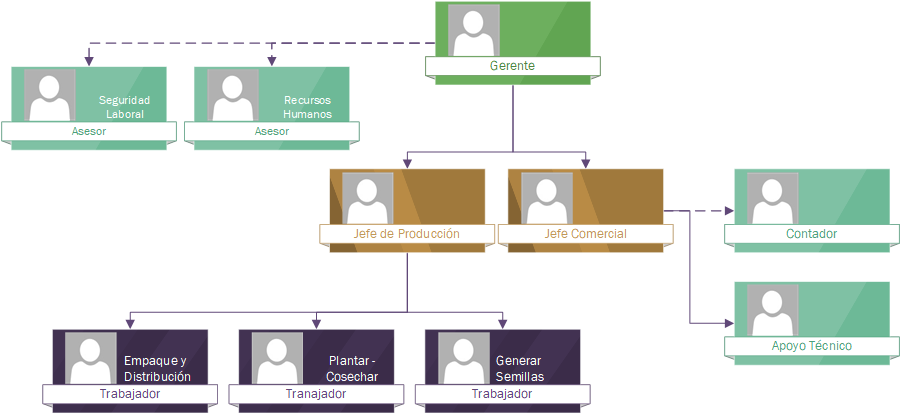 Gerente
Seguridad
Laboral
Asesor
Recursos
Humanos
Asesor
Jefe de Producción
Jefe Comercial
Contador
Apoyo Técnico
Empaque y
Distribución
Trabajador
Plantar -
Cosechar
Tranajador
Generar
Semillas
Trabajador